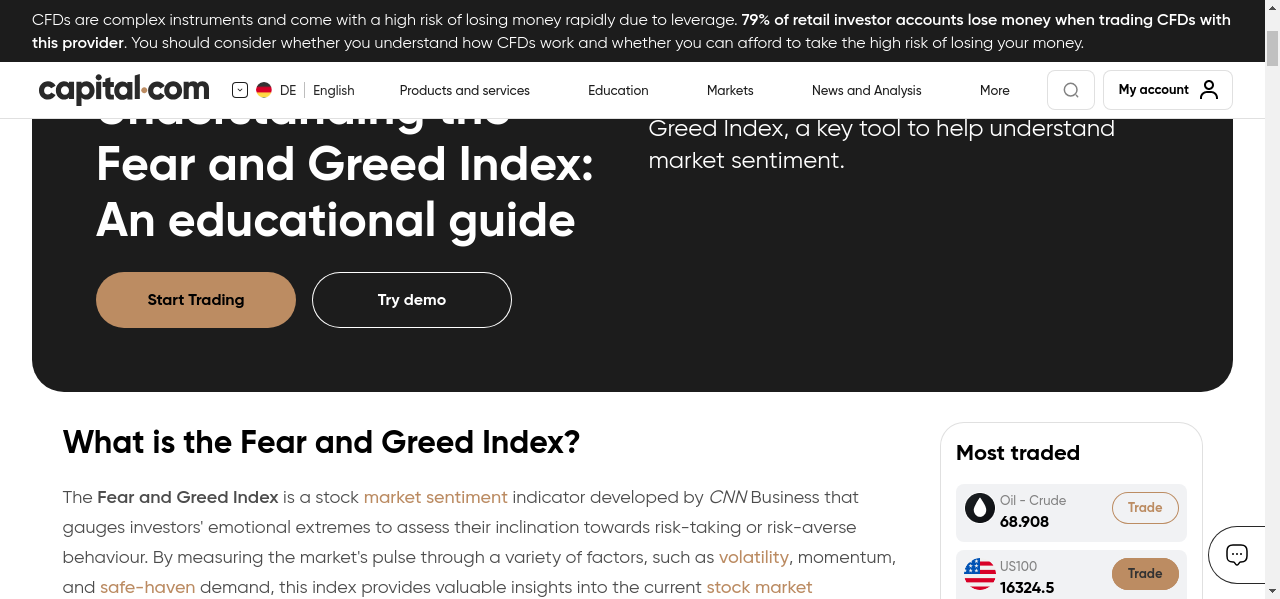 CFDs are complex instruments and come with a high risk of losing money rapidly due to leverage. 79% of retail investor accounts lose money when trading CFDs with
this provider. You should consider whether you understand how CFDs work and whether you can afford to take the high risk of losing your money.
capital.com
DE English Products and services Education Markets News and Analysis More My account
Understanding the
Fear and Greed Index:
An educational guide
Greed Index, a key tool to help understand
market sentiment.
Start Trading Try demo
What is the Fear and Greed Index?
The Fear and Greed Index is a stock market sentiment indicator developed by CNN Business that
gauges investors' emotional extremes to assess their inclination towards risk-taking or risk-averse
behaviour. By measuring the market's pulse through a variety of factors, such as volatility, momentum,
and safe-haven demand, this index provides valuable insights into the current stock market
Most traded
Oil - Crude
68.908
Trade
US100
16324.5
Trade